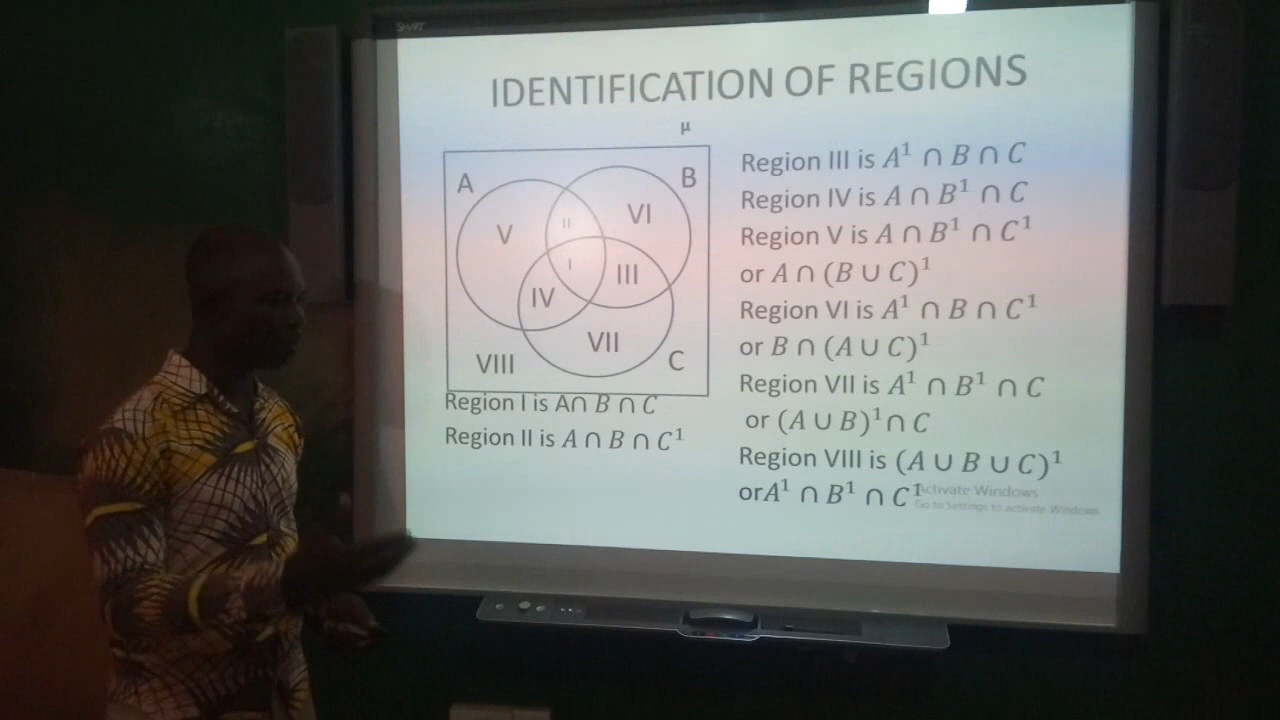 SMART
IDENTIFICATION OF REGIONS
μ
A
B
V
II
VI
I
III
IV
VII
VIII
C
Region I is A∩ B ∩ C
Region II is A ∩ B ∩ C¹
Region III is A¹ ∩ B ∩ C
Region IV is A ∩ B¹ ∩ C
Region V is A ∩ B¹ ∩ C¹
or A ∩ (B ∪ C)¹
Region VI is A¹ ∩ B ∩ C¹
or B ∩ (A ∪ C)¹
Region VII is A¹ ∩ B¹ ∩ C
or (A ∪ B)¹∩ C
Region VIII is (A ∪ B ∪ C)¹
orA¹ ∩ B¹ ∩ C¹
Activate Windows
Go to Settings to activate Windows.